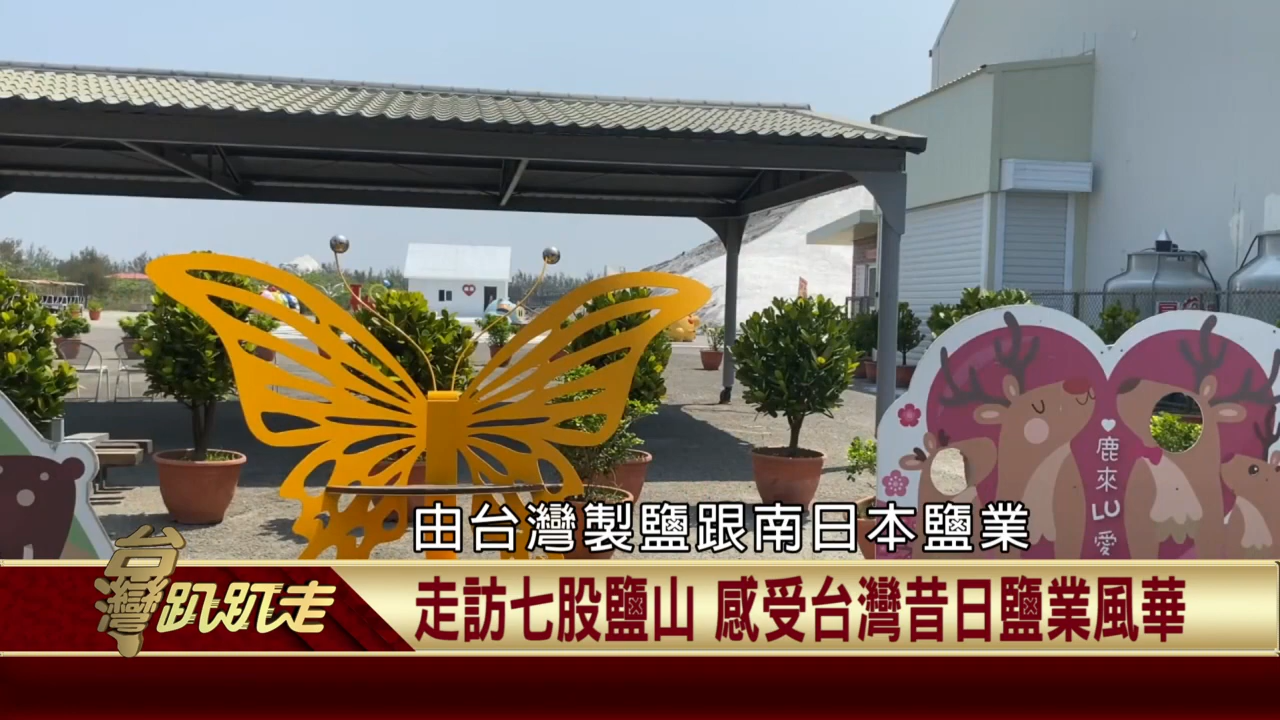 鹿來LU愛
由台灣製鹽跟南日本鹽業
台灣趴趴走
走訪七股鹽山 感受台灣昔日鹽業風華